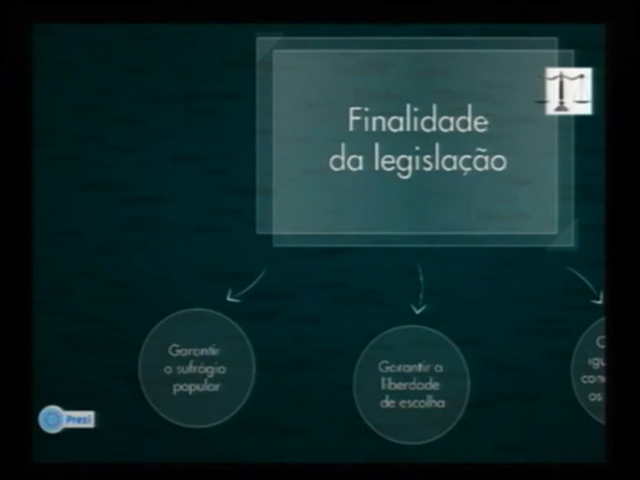 Finalidade
da legislação
Garantir
o sufrágio
popular
Garantir a
liberdade
de escolha
Prezi